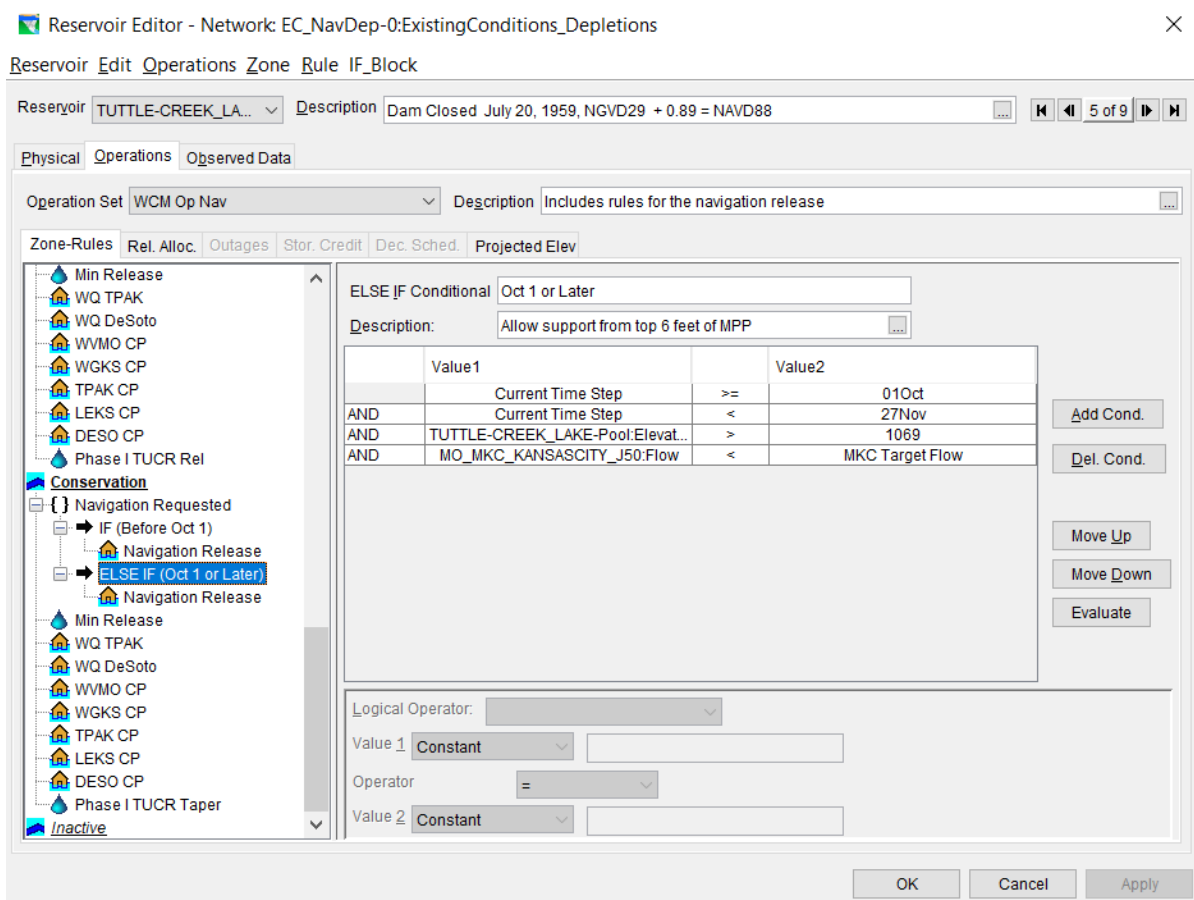 Reservoir Editor - Network: EC_NavDep-0:ExistingConditions_Depletions
Reservoir Edit Operations Zone Rule IF_Block
Reservoir TUTTLE-CREEK_LA... Description Dam Closed July 20, 1959, NGVD29 + 0.89 = NAVD88 ... 5 of 9
Physical Operations Observed Data
Operation Set WCM Op Nav Description Includes rules for the navigation release ...
Zone-Rules Rel. Alloc. Outages Stor. Credit Dec. Sched. Projected Elev
Min Release
WQ TPAK
WQ DeSoto
WVMO CP
WGKS CP
TPAK CP
LEKS CP
DESO CP
Phase I TUCR Rel
Conservation
{ } Navigation Requested
IF (Before Oct 1)
Navigation Release
ELSE IF (Oct 1 or Later)
Navigation Release
Min Release
WQ TPAK
WQ DeSoto
WVMO CP
WGKS CP
TPAK CP
LEKS CP
DESO CP
Phase I TUCR Taper
Inactive
ELSE IF Conditional Oct 1 or Later
Description: Allow support from top 6 feet of MPP ...
Value1 Value2
Current Time Step >= 01Oct
AND Current Time Step < 27Nov
AND TUTTLE-CREEK_LAKE-Pool:Elevat... > 1069
AND MO_MKC_KANSASCITY_J50:Flow < MKC Target Flow
Add Cond.
Del. Cond.
Move Up
Move Down
Evaluate
Logical Operator:
Value 1 Constant
Operator =
Value 2 Constant
OK Cancel Apply